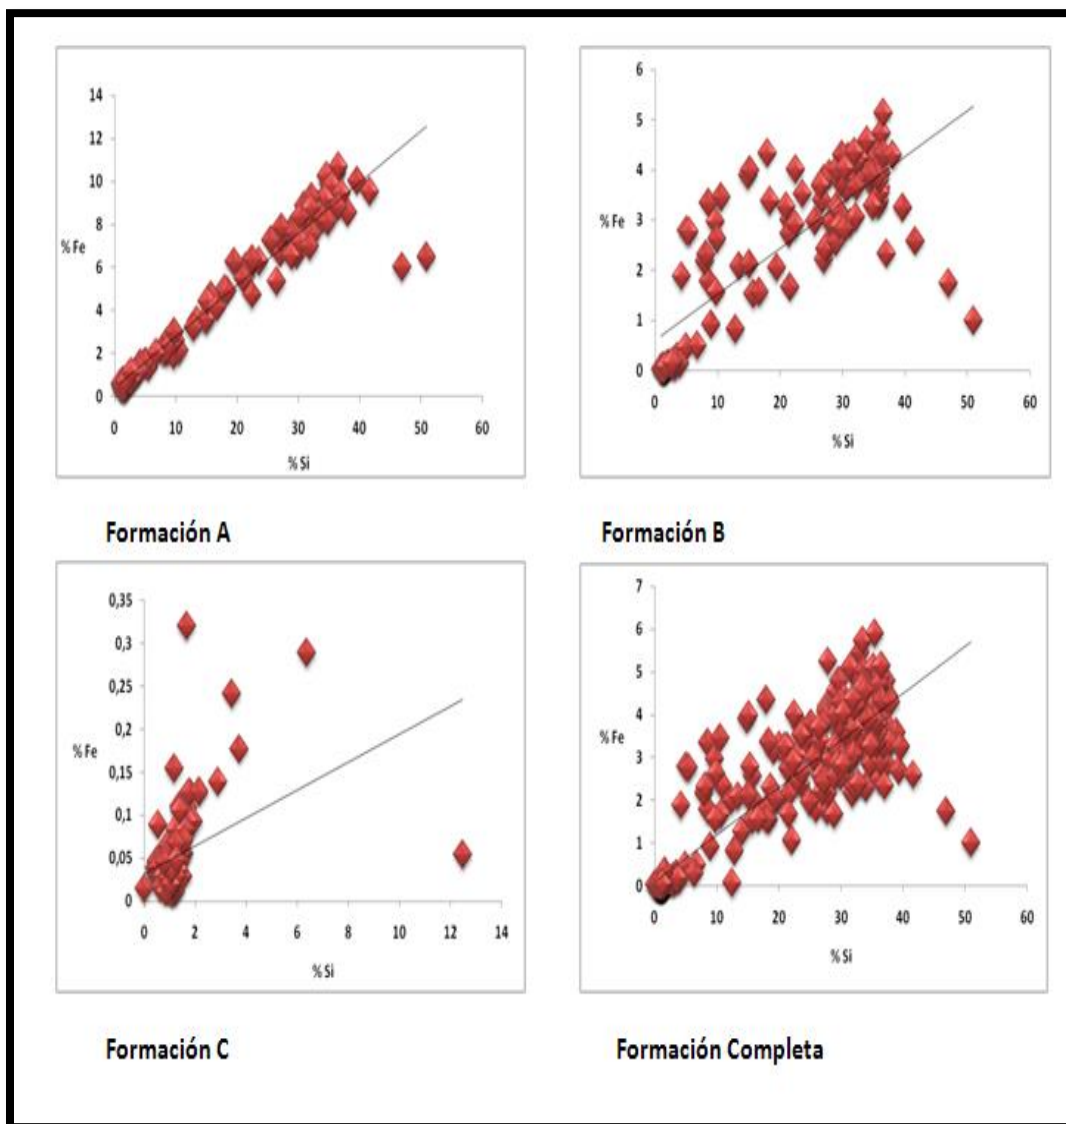 14
12
10
% Fe
8
6
4
2
0
0 10 20 30 40 50 60
% Si
Formación A
6
5
4
% Fe
3
2
1
0
0 10 20 30 40 50 60
% Si
Formación B
0,35
0,3
0,25
0,2
% Fe
0,15
0,1
0,05
0
0 2 4 6 8 10 12 14
% Si
Formación C
7
6
5
4
% Fe
3
2
1
0
0 10 20 30 40 50 60
% Si
Formación Completa